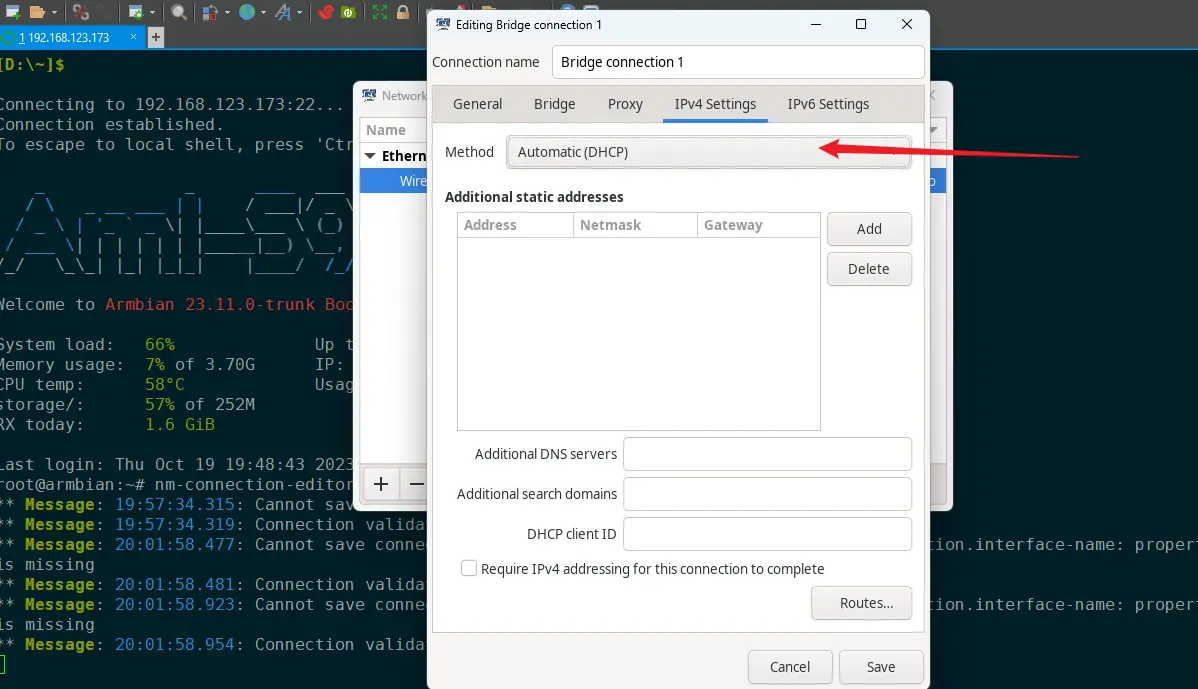 1 192.168.123.173
[D:\~]$
Connecting to 192.168.123.173:22...
Connection established.
To escape to local shell, press 'Ctr
Welcome to Armbian 23.11.0-trunk Boo
System load: 66% Up t
Memory usage: 7% of 3.70G IP:
CPU temp: 58°C Usag
storage/: 57% of 252M
RX today: 1.6 GiB
Last login: Thu Oct 19 19:48:43 2023
root@armbian:~# nm-connection-editor
** Message: 19:57:34.315: Cannot sav
** Message: 19:57:34.319: Connection valida
** Message: 20:01:58.477: Cannot save conne tion.interface-name: propert
is missing
** Message: 20:01:58.481: Connection valida
** Message: 20:01:58.923: Cannot save conne tion.interface-name: propert
is missing
** Message: 20:01:58.954: Connection valida
Network
Name
Ethern
Wire
Editing Bridge connection 1
Connection name Bridge connection 1
General Bridge Proxy IPv4 Settings IPv6 Settings
Method Automatic (DHCP)
Additional static addresses
Address Netmask Gateway
Add
Delete
Additional DNS servers
Additional search domains
DHCP client ID
Require IPv4 addressing for this connection to complete
Routes...
Cancel Save